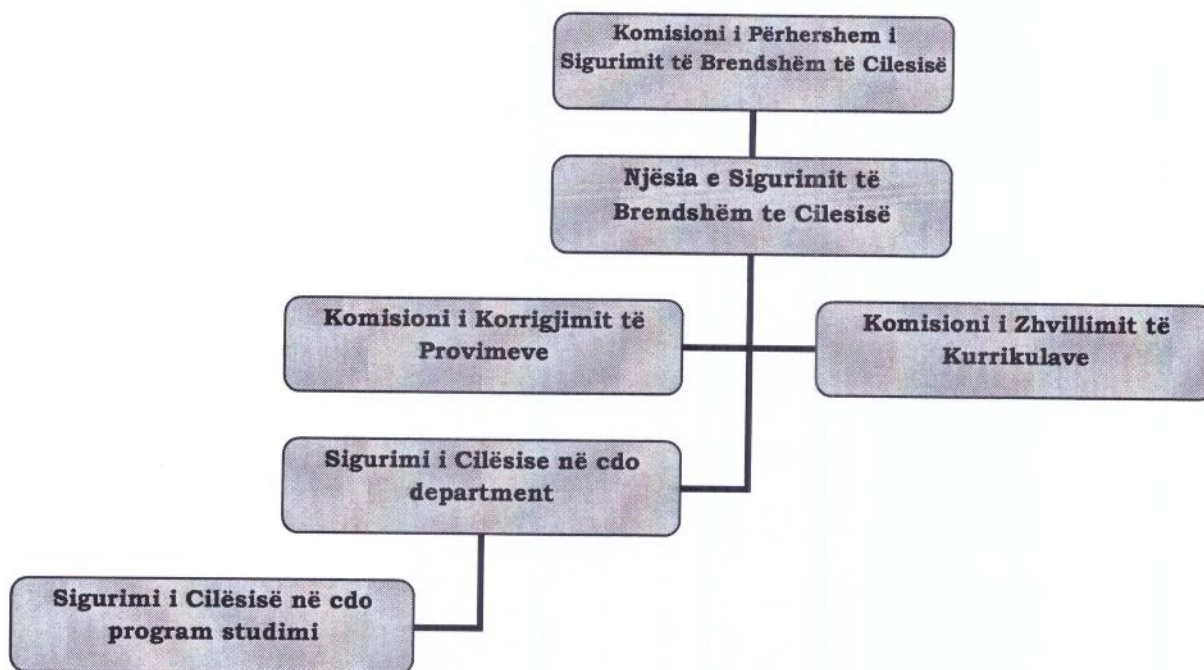 Komisioni i Përhershem i
Sigurimit të Brendshëm të Cilesisë
Njësia e Sigurimit të
Brendshëm te Cilesisë
Komisioni i Korrigjimit të
Provimeve
Komisioni i Zhvillimit të
Kurrikulave
Sigurimi i Cilësise në cdo
department
Sigurimi i Cilësisë në cdo
program studimi